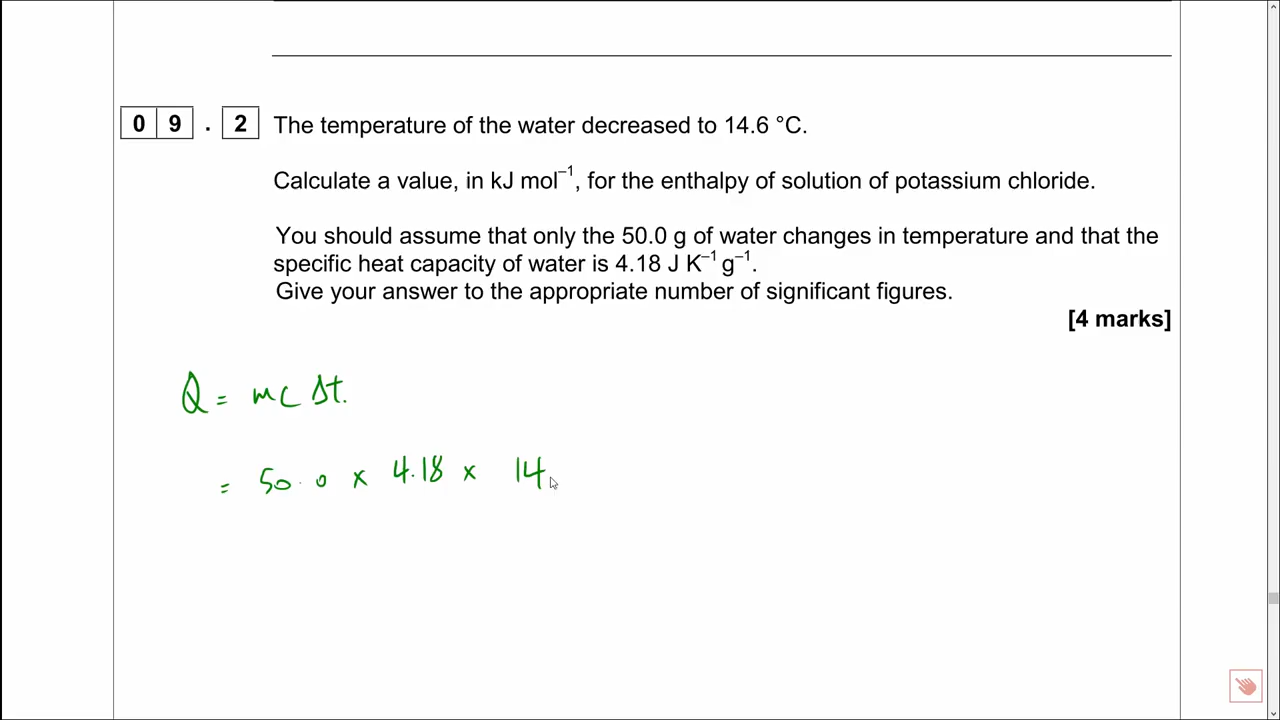 09.2 The temperature of the water decreased to 14.6 °C.
Calculate a value, in kJ mol⁻¹, for the enthalpy of solution of potassium chloride.
You should assume that only the 50.0 g of water changes in temperature and that the
specific heat capacity of water is 4.18 J K⁻¹ g⁻¹.
Give your answer to the appropriate number of significant figures.
[4 marks]
Q = mc Δt.
= 50.0 x 4.18 x 14